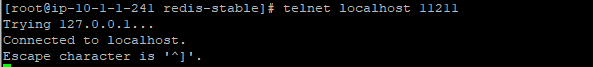 [root@ip-10-1-1-241 redis-stable]# telnet localhost 11211
Trying 127.0.0.1...
Connected to localhost.
Escape character is '^]'.